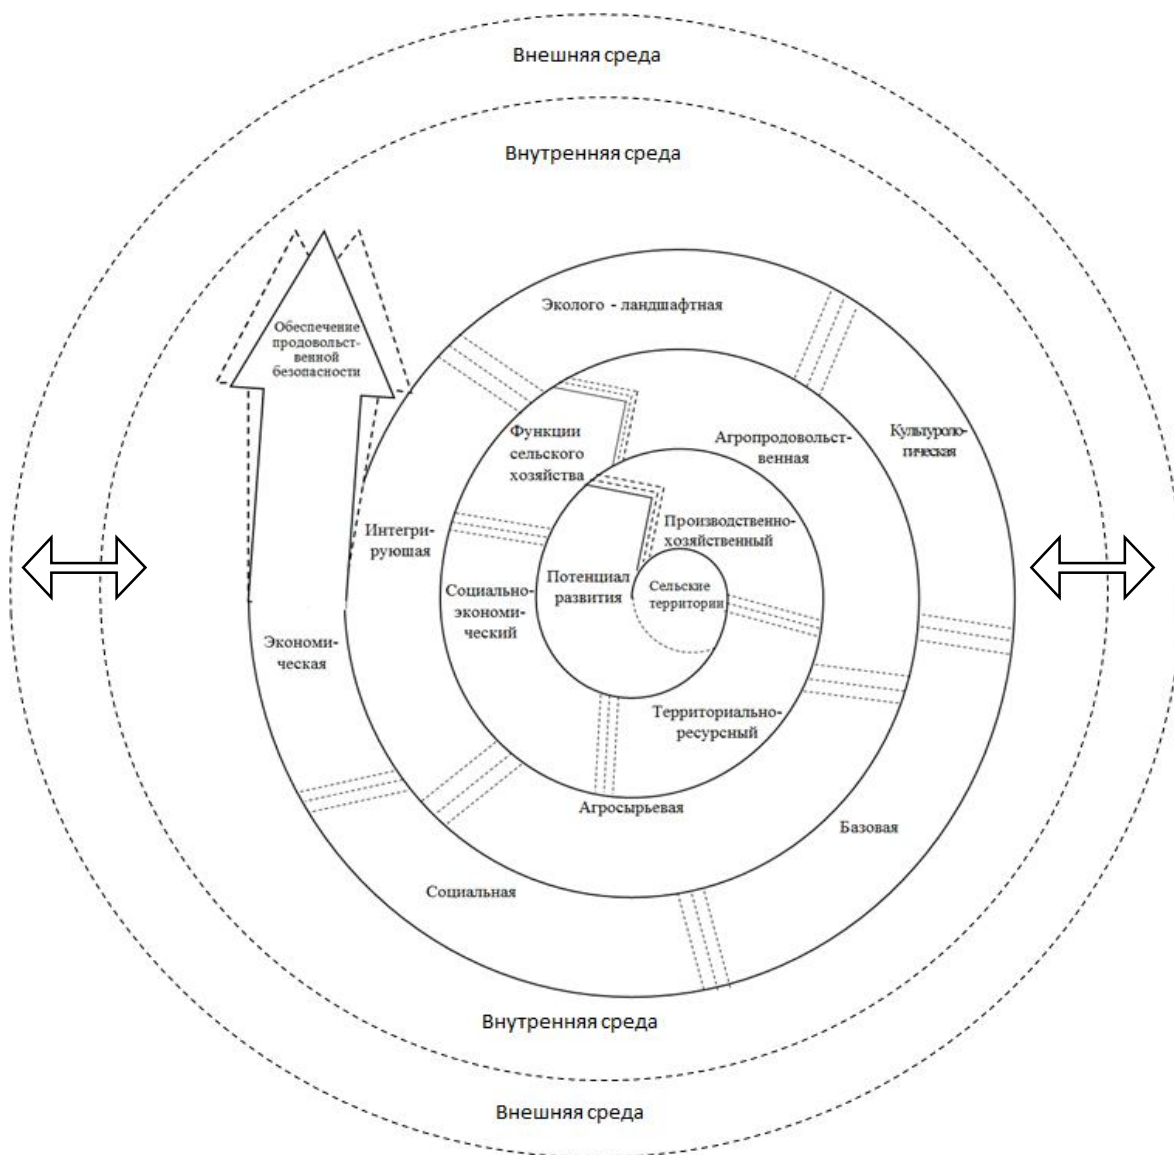 Внешняя среда
Внутренняя среда
Эколого - ландшафтная
Обеспечение
продовольст-
венной
безопасности
Функции
сельского
хозяйства
Агропродовольст-
венная
Культуроло-
гическая
Интегри-
рующая
Производственно-
хозяйственный
Социально-
экономи-
ческий
Потенциал
развития
Сельские
территории
Экономи-
ческая
Территориально-
ресурсный
Агросырьевая
Базовая
Социальная
Внутренняя среда
Внешняя среда